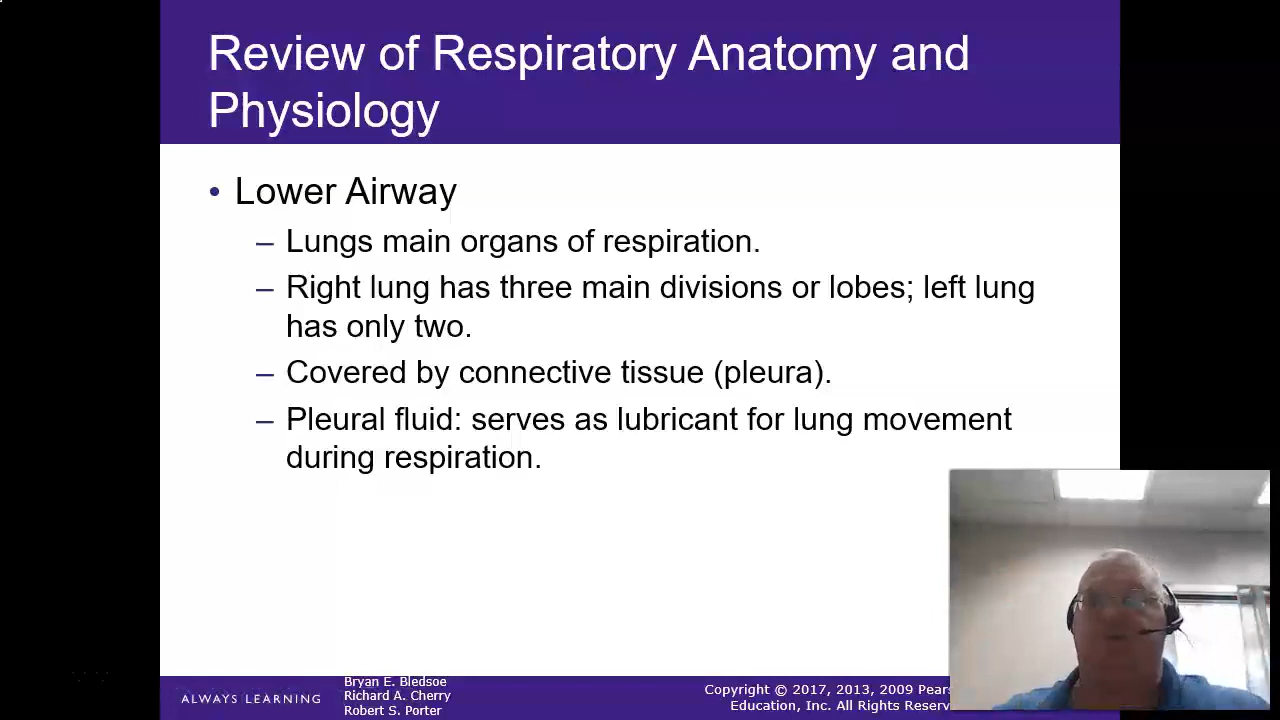 Review of Respiratory Anatomy and
Physiology
• Lower Airway
– Lungs main organs of respiration.
– Right lung has three main divisions or lobes; left lung
has only two.
– Covered by connective tissue (pleura).
– Pleural fluid: serves as lubricant for lung movement
during respiration.
ALWAYS LEARNING
Bryan E. Bledsoe
Richard A. Cherry
Robert S. Porter
Copyright © 2017, 2013, 2009
Education, Inc. All Rights